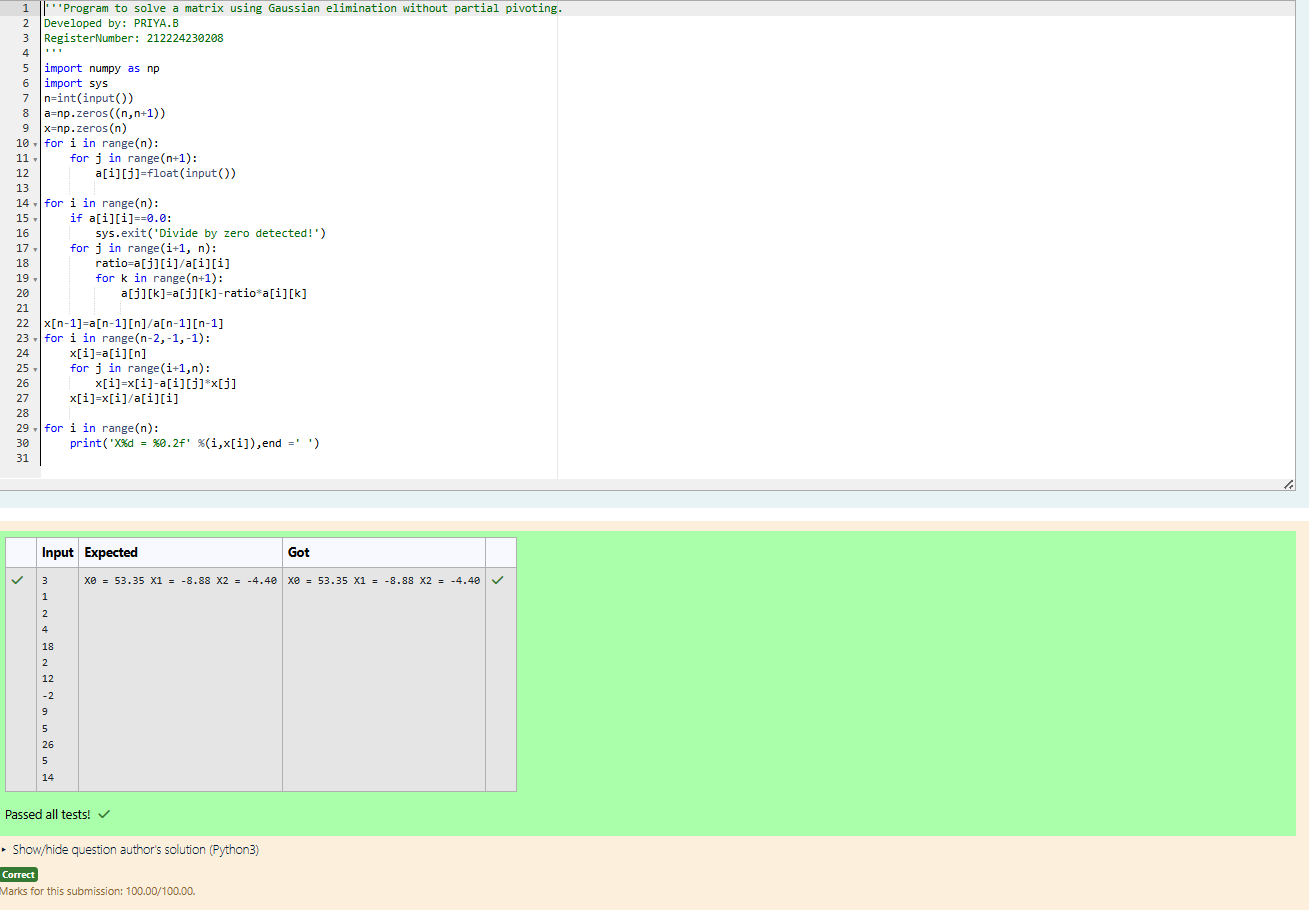 1 '''Program to solve a matrix using Gaussian elimination without partial pivoting.
2 Developed by: PRIYA.B
3 RegisterNumber: 212224230208
4 '''
5 import numpy as np
6 import sys
7 n=int(input())
8 a=np.zeros((n,n+1))
9 x=np.zeros(n)
10 for i in range(n):
11     for j in range(n+1):
12         a[i][j]=float(input())
13
14 for i in range(n):
15     if a[i][i]==0.0:
16         sys.exit('Divide by zero detected!')
17     for j in range(i+1, n):
18         ratio=a[j][i]/a[i][i]
19         for k in range(n+1):
20             a[j][k]=a[j][k]-ratio*a[i][k]
21
22 x[n-1]=a[n-1][n]/a[n-1][n-1]
23 for i in range(n-2,-1,-1):
24     x[i]=a[i][n]
25     for j in range(i+1,n):
26         x[i]=x[i]-a[i][j]*x[j]
27     x[i]=x[i]/a[i][i]
28
29 for i in range(n):
30     print('X%d = %0.2f' %(i,x[i]),end =' ')
31
Input Expected Got
3 X0 = 53.35 X1 = -8.88 X2 = -4.40 X0 = 53.35 X1 = -8.88 X2 = -4.40
1
2
4
18
2
12
-2
9
5
26
5
14
Passed all tests!
Show/hide question author's solution (Python3)
Correct
Marks for this submission: 100.00/100.00.